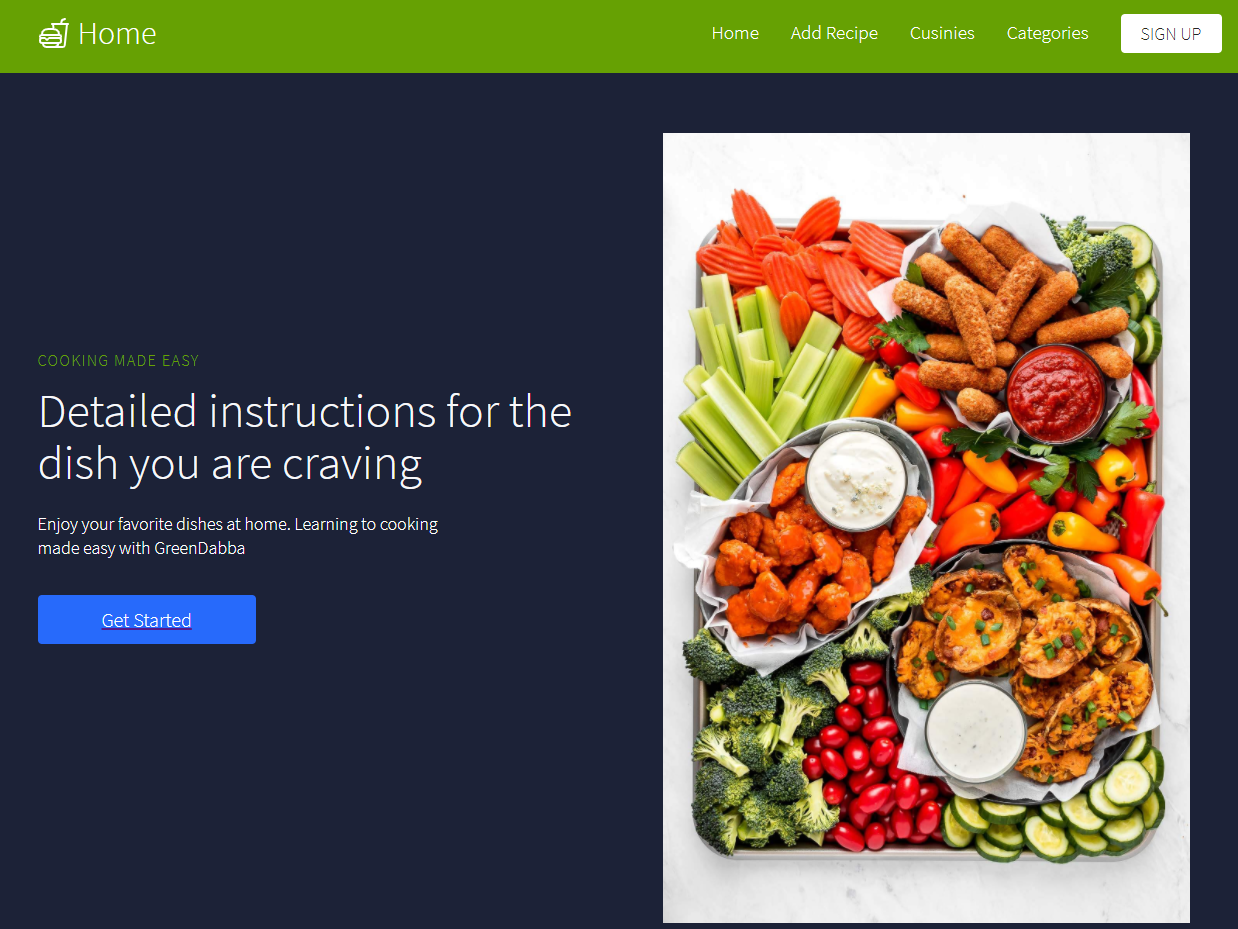 Home
Home Add Recipe Cusinies Categories SIGN UP
COOKING MADE EASY
Detailed instructions for the
dish you are craving
Enjoy your favorite dishes at home. Learning to cooking
made easy with GreenDabba
Get Started